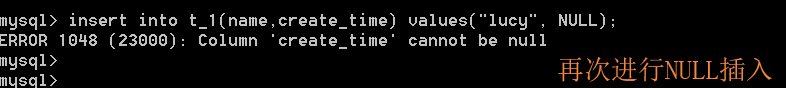 mysql> insert into t_1(name,create_time) values("lucy", NULL);
ERROR 1048 (23000): Column 'create_time' cannot be null
mysql>
mysql>
再次进行NULL插入